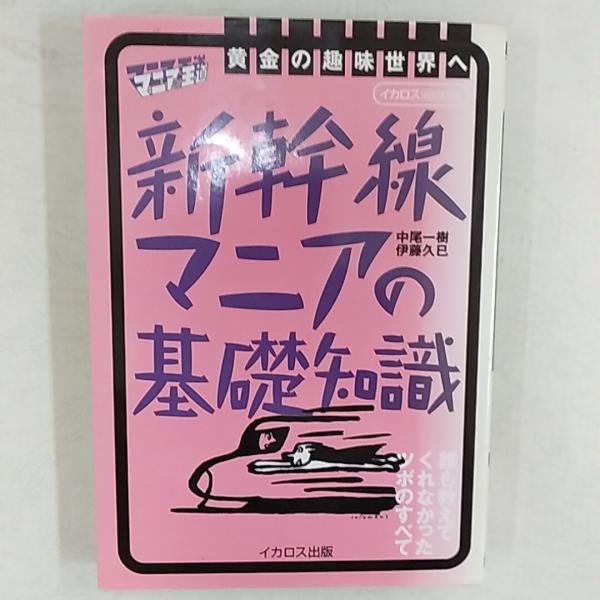 マニア王道
黄金の趣味世界へ
イカロス
新幹線
マニアの
中尾一樹
伊藤久巳
基礎知識
誰も教えて
くれなかった
ツボのすべて
イカロス出版